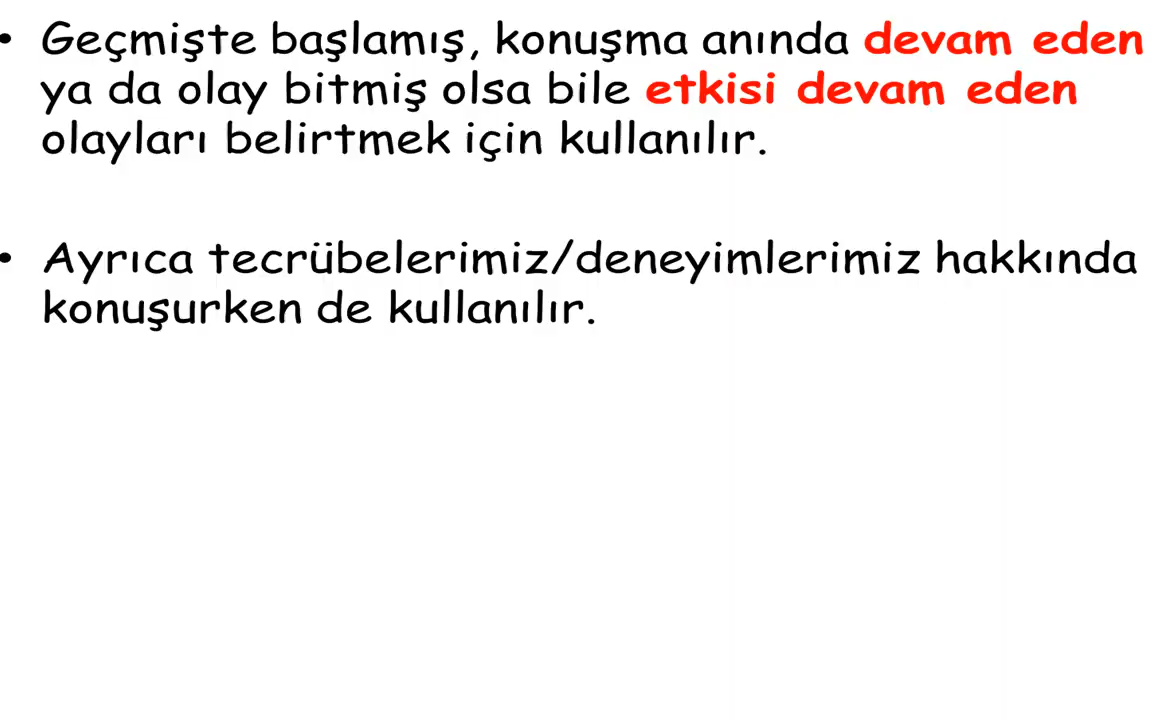 • Geçmişte başlamış, konuşma anında devam eden
ya da olay bitmiş olsa bile etkisi devam eden
olayları belirtmek için kullanılır.
• Ayrıca tecrübelerimiz/deneyimlerimiz hakkında
konuşurken de kullanılır.